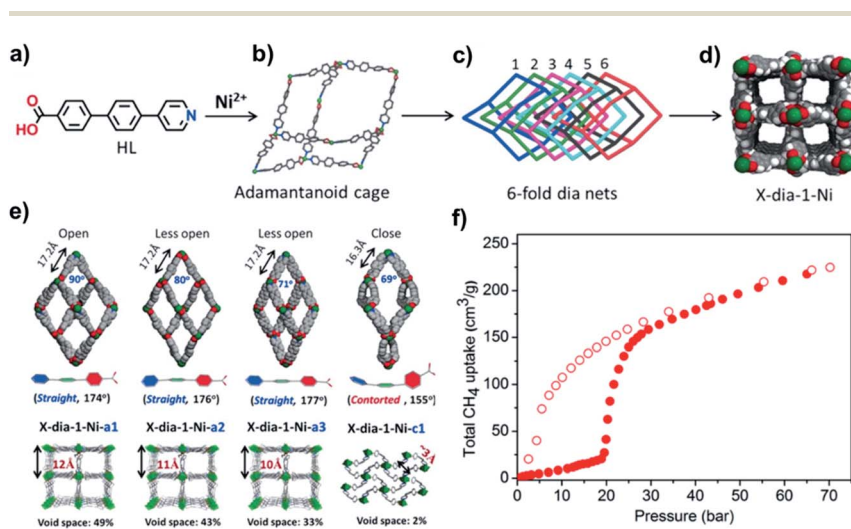 a)
b)
c)
d)
O
HO
N
HL
Ni2+
1 2 3 4 5 6
Adamantanoid cage
6-fold dia nets
X-dia-1-Ni
e)
Open
Less open
Less open
Close
17.2Å
17.2Å
17.2Å
16.3Å
90°
80°
71°
69°
(Straight, 174°)
(Straight, 176°)
(Straight, 177°)
(Contorted , 155°)
X-dia-1-Ni-a1
X-dia-1-Ni-a2
X-dia-1-Ni-a3
X-dia-1-Ni-c1
12Å
11Å
10Å
~3Å
Void space: 49%
Void space: 43%
Void space: 33%
Void space: 2%
f)
Total CH4 uptake (cm3/g)
250
200
150
100
50
0
0 10 20 30 40 50 60 70
Pressure (bar)